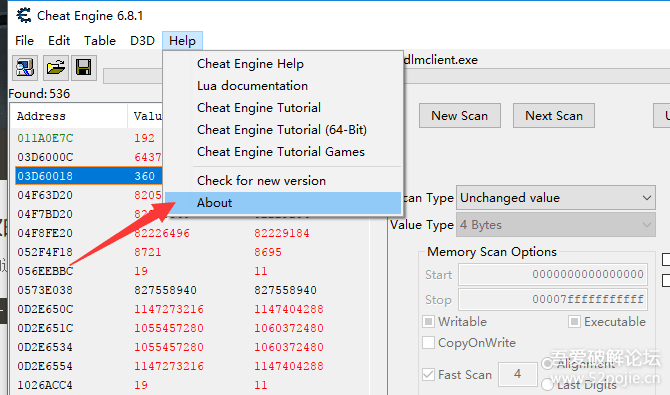 Cheat Engine 6.8.1
File Edit Table D3D Help
dlmclient.exe
Cheat Engine Help
Lua documentation
Cheat Engine Tutorial
Cheat Engine Tutorial (64-Bit)
Cheat Engine Tutorial Games
Check for new version
About
Found: 536
Address Valu
011A0E7C 192
03D6000C 6437
03D60018 360
04F63D20 8205
04F7BD20 822
04F8FE20 82226496 82229184
052F4F18 8721 8695
056EEBBC 19 11
0573E038 827558940 827558940
0D2E650C 1147273216 1147404288
0D2E651C 1055457280 1060372480
0D2E6534 1055457280 1060372480
0D2E6554 1147273216 1147404288
1026ACC4 19 11
New Scan Next Scan U
can Type Unchanged value
Value Type 4 Bytes
Memory Scan Options
Start 0000000000000000
Stop 00007fffffffffff
Writable Executable
CopyOnWrite
Fast Scan 4 Alignment
Last Digits
吾爱破解论坛
www.52pojie.cn